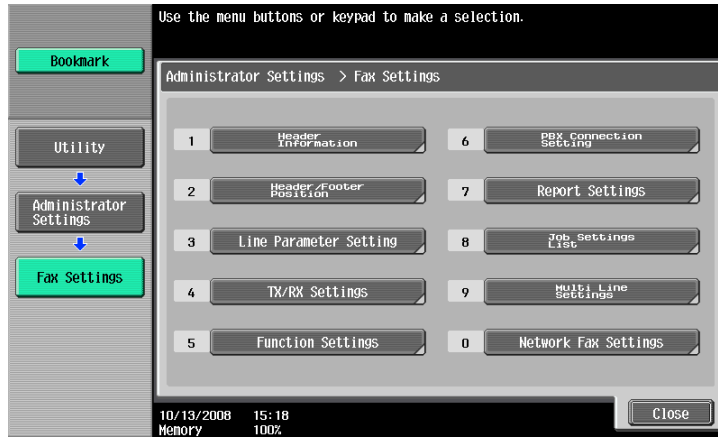 Use the menu buttons or keypad to make a selection.
Bookmark
Utility
Administrator
Settings
Fax Settings
Administrator Settings > Fax Settings
1 Header
Information
2 Header/Footer
Position
3 Line Parameter Setting
4 TX/RX Settings
5 Function Settings
6 PBX Connection
Setting
7 Report Settings
8 Job Settings
List
9 Multi Line
Settings
0 Network Fax Settings
10/13/2008 15:18
Memory 100%
Close